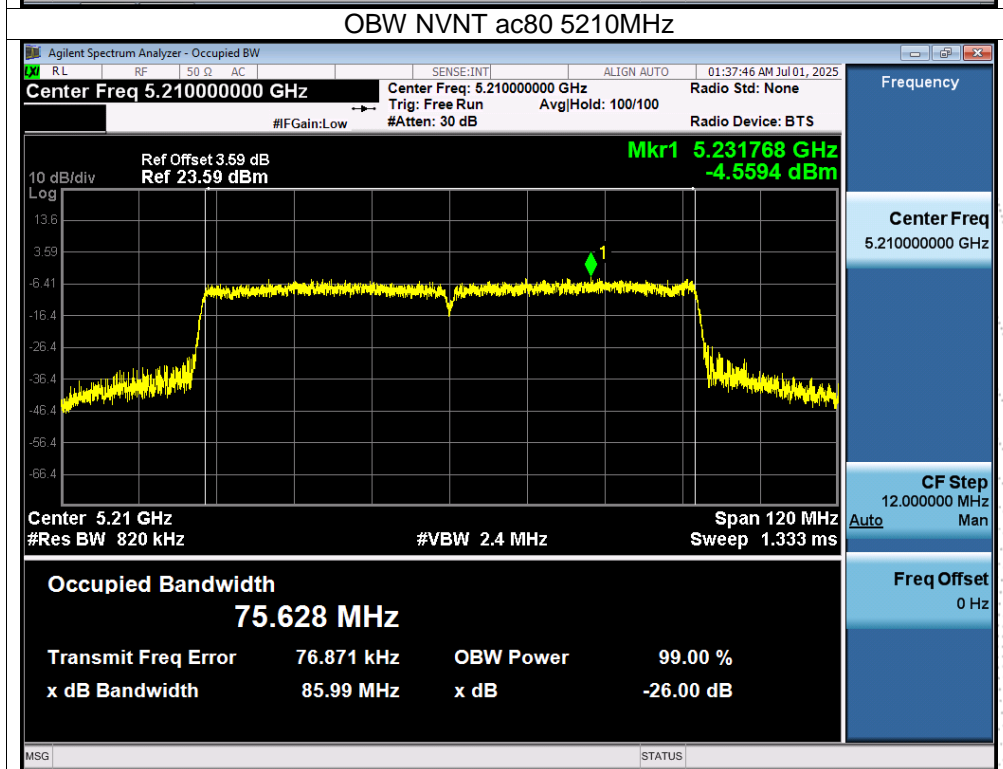 OBW NVNT ac80 5210MHz
Agilent Spectrum Analyzer - Occupied BW
LXI RL RF 50 Ω AC SENSE:INT ALIGN AUTO 01:37:46 AM Jul 01, 2025
Center Freq 5.210000000 GHz
Center Freq: 5.210000000 GHz
Radio Std: None
Trig: Free Run Avg|Hold: 100/100
#IFGain:Low
#Atten: 30 dB
Radio Device: BTS
Mkr1 5.231768 GHz
-4.5594 dBm
Ref Offset 3.59 dB
10 dB/div Ref 23.59 dBm
Log
13.6
3.59
-6.41
-16.4
-26.4
-36.4
-46.4
-56.4
-66.4
1
Center 5.21 GHz Span 120 MHz
#Res BW 820 kHz #VBW 2.4 MHz Sweep 1.333 ms
Occupied Bandwidth
75.628 MHz
Transmit Freq Error 76.871 kHz OBW Power 99.00 %
x dB Bandwidth 85.99 MHz x dB -26.00 dB
Frequency
Center Freq
5.210000000 GHz
CF Step
12.000000 MHz
Auto Man
Freq Offset
0 Hz
MSG STATUS